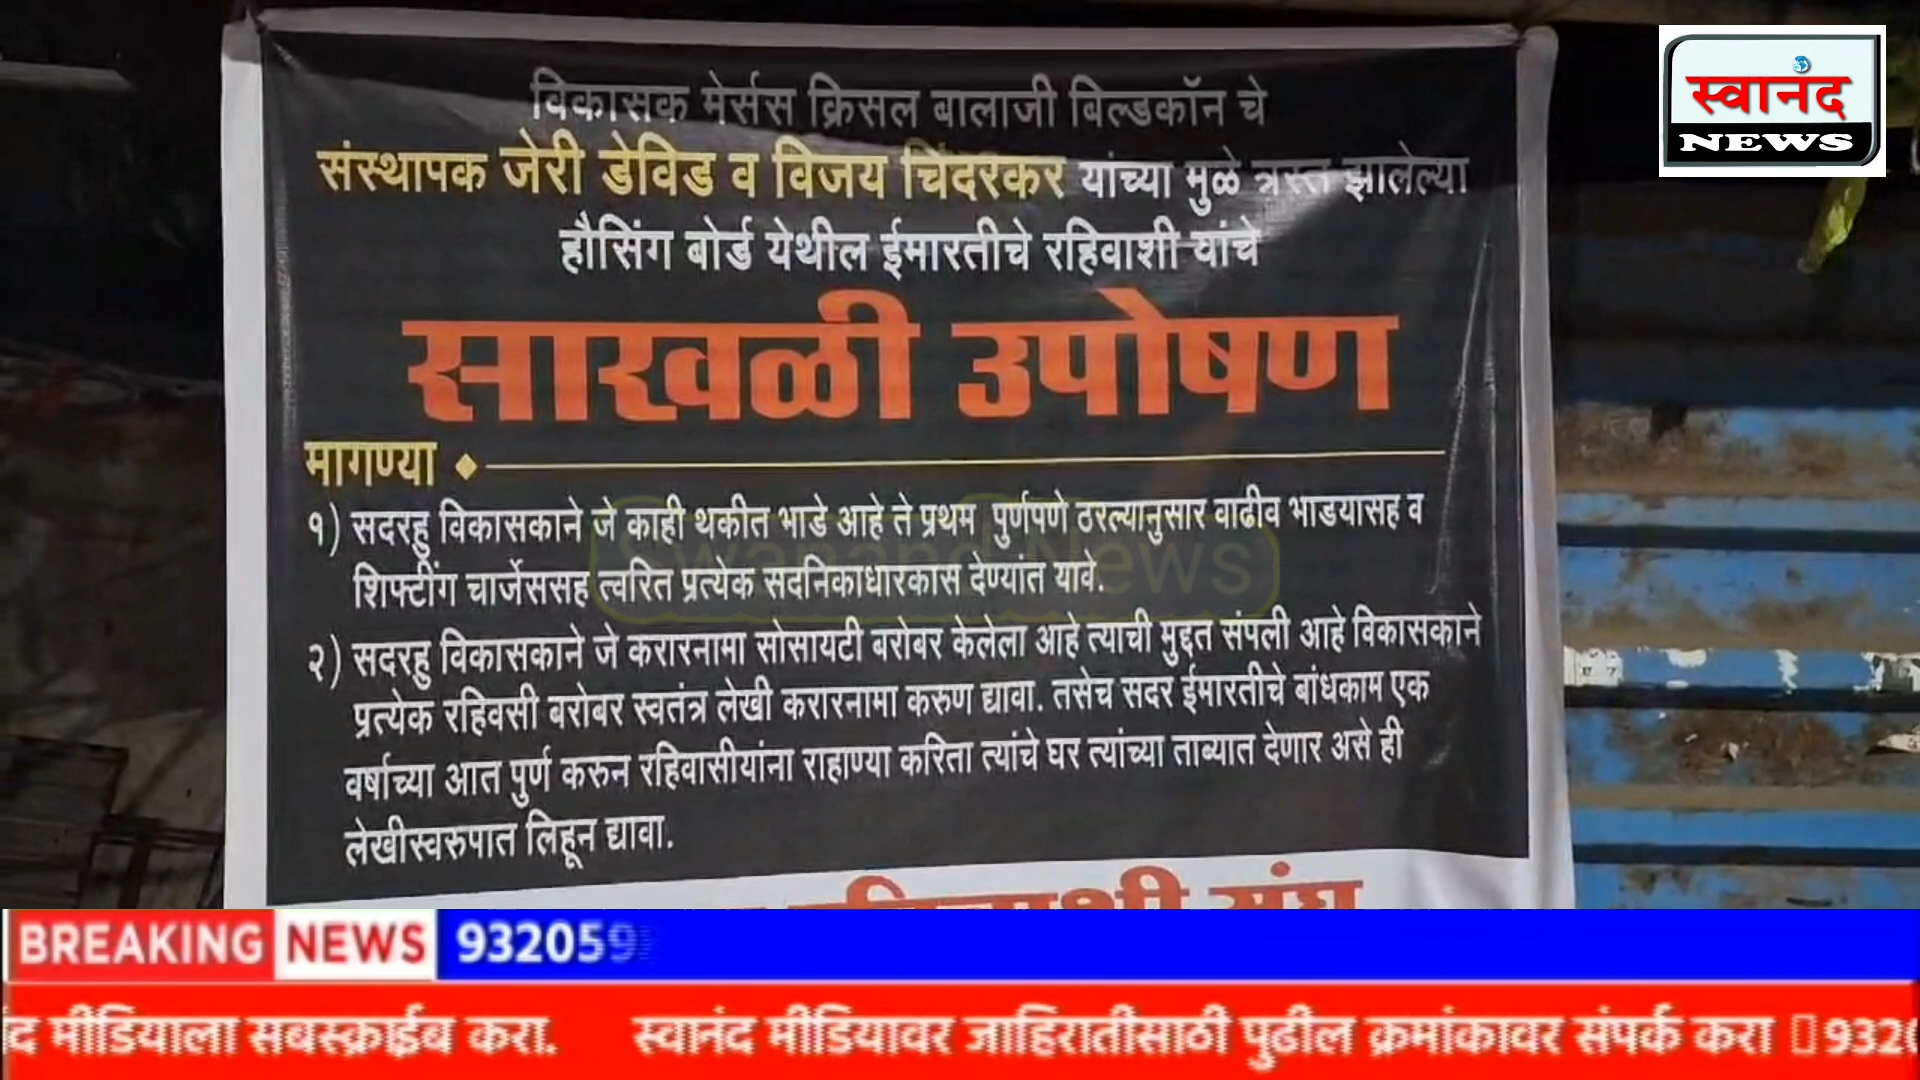 विकासक मेर्सस क्रिसल बालाजी बिल्डकॉन चे
संस्थापक जेरी डेविड व विजय चिंदरकर यांच्या मुळे त्रस्त झालेल्या
हौसिंग बोर्ड येथील ईमारतीचे रहिवाशी यांचे
साखळी उपोषण
मागण्या
१) सदरहु विकासकाने जे काही थकीत भाडे आहे ते प्रथम पुर्णपणे ठरल्यानुसार वाढीव भाडयासह व
शिफ्टींग चार्जेससह त्वरित प्रत्येक सदनिकाधारकास देण्यांत यावे.
२) सदरहु विकासकाने जे करारनामा सोसायटी बरोबर केलेला आहे त्याची मुद्दत संपली आहे विकासकाने
प्रत्येक रहिवसी बरोबर स्वतंत्र लेखी करारनामा करुण द्यावा. तसेच सदर ईमारतीचे बांधकाम एक
वर्षाच्या आत पुर्ण करुन रहिवासीयांना राहाण्या करिता त्यांचे घर त्यांच्या ताब्यात देणार असे ही
लेखीस्वरुपात लिहून द्यावा.
स्वानंद
NEWS
Swanand News
BREAKING NEWS 932059
मीडियाला सबस्क्राईब करा. स्वानंद मीडियावर जाहिरातीसाठी पुढील क्रमांकावर संपर्क करा 932